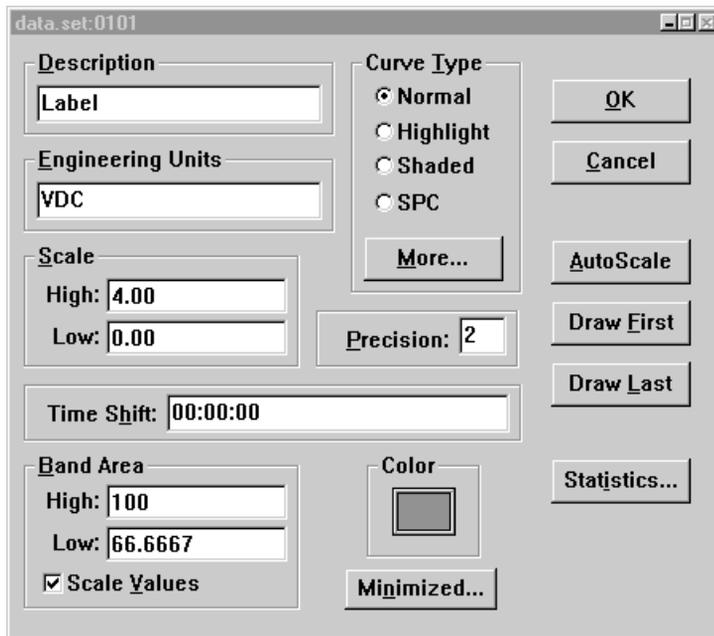 data.set:0101
Description
Label
Engineering Units
VDC
Scale
High: 4.00
Low: 0.00
Curve Type
Normal
Highlight
Shaded
SPC
More...
Precision: 2
Time Shift: 00:00:00
Band Area
High: 100
Low: 66.6667
Scale Values
Color
Minimized...
OK
Cancel
AutoScale
Draw First
Draw Last
Statistics...